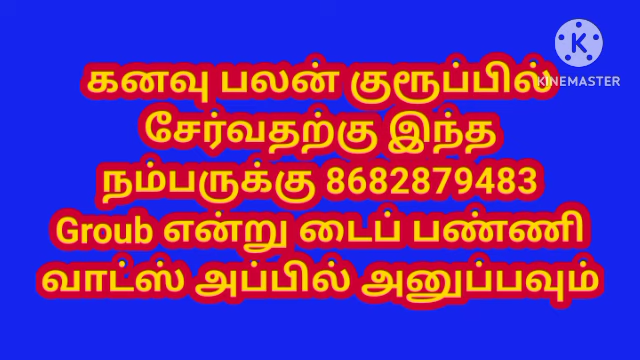 கனவு பலன் குரூப்பில்
சேர்வதற்கு இந்த
நம்பருக்கு 8682879483
Groub என்று டைப் பண்ணி
வாட்ஸ் அப்பில் அனுப்பவும்
K
KINEMASTER